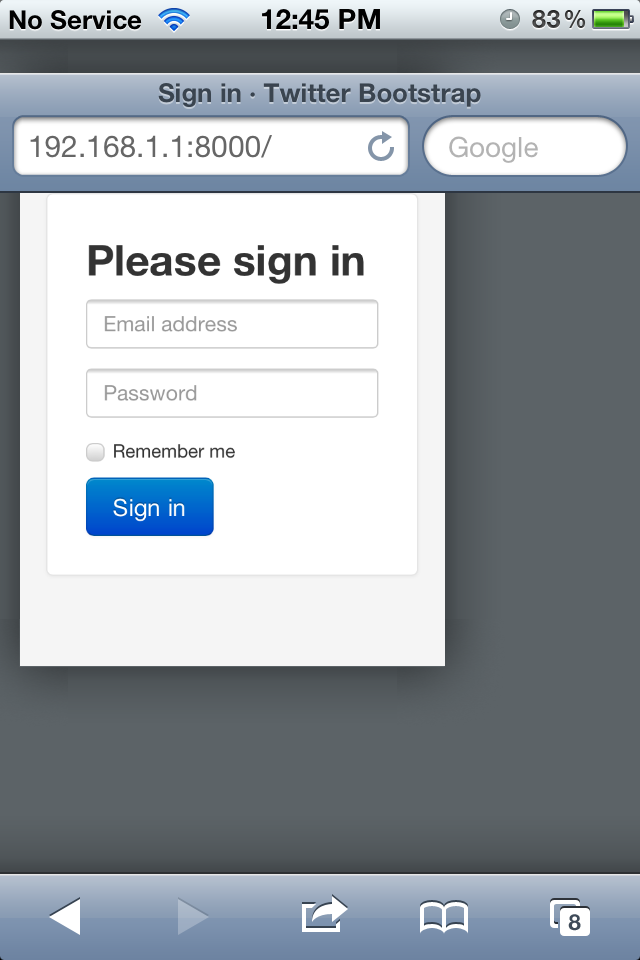 No Service 12:45 PM 83%
Sign in · Twitter Bootstrap
192.168.1.1:8000/ Google
Please sign in
Email address
Password
Remember me
Sign in
8